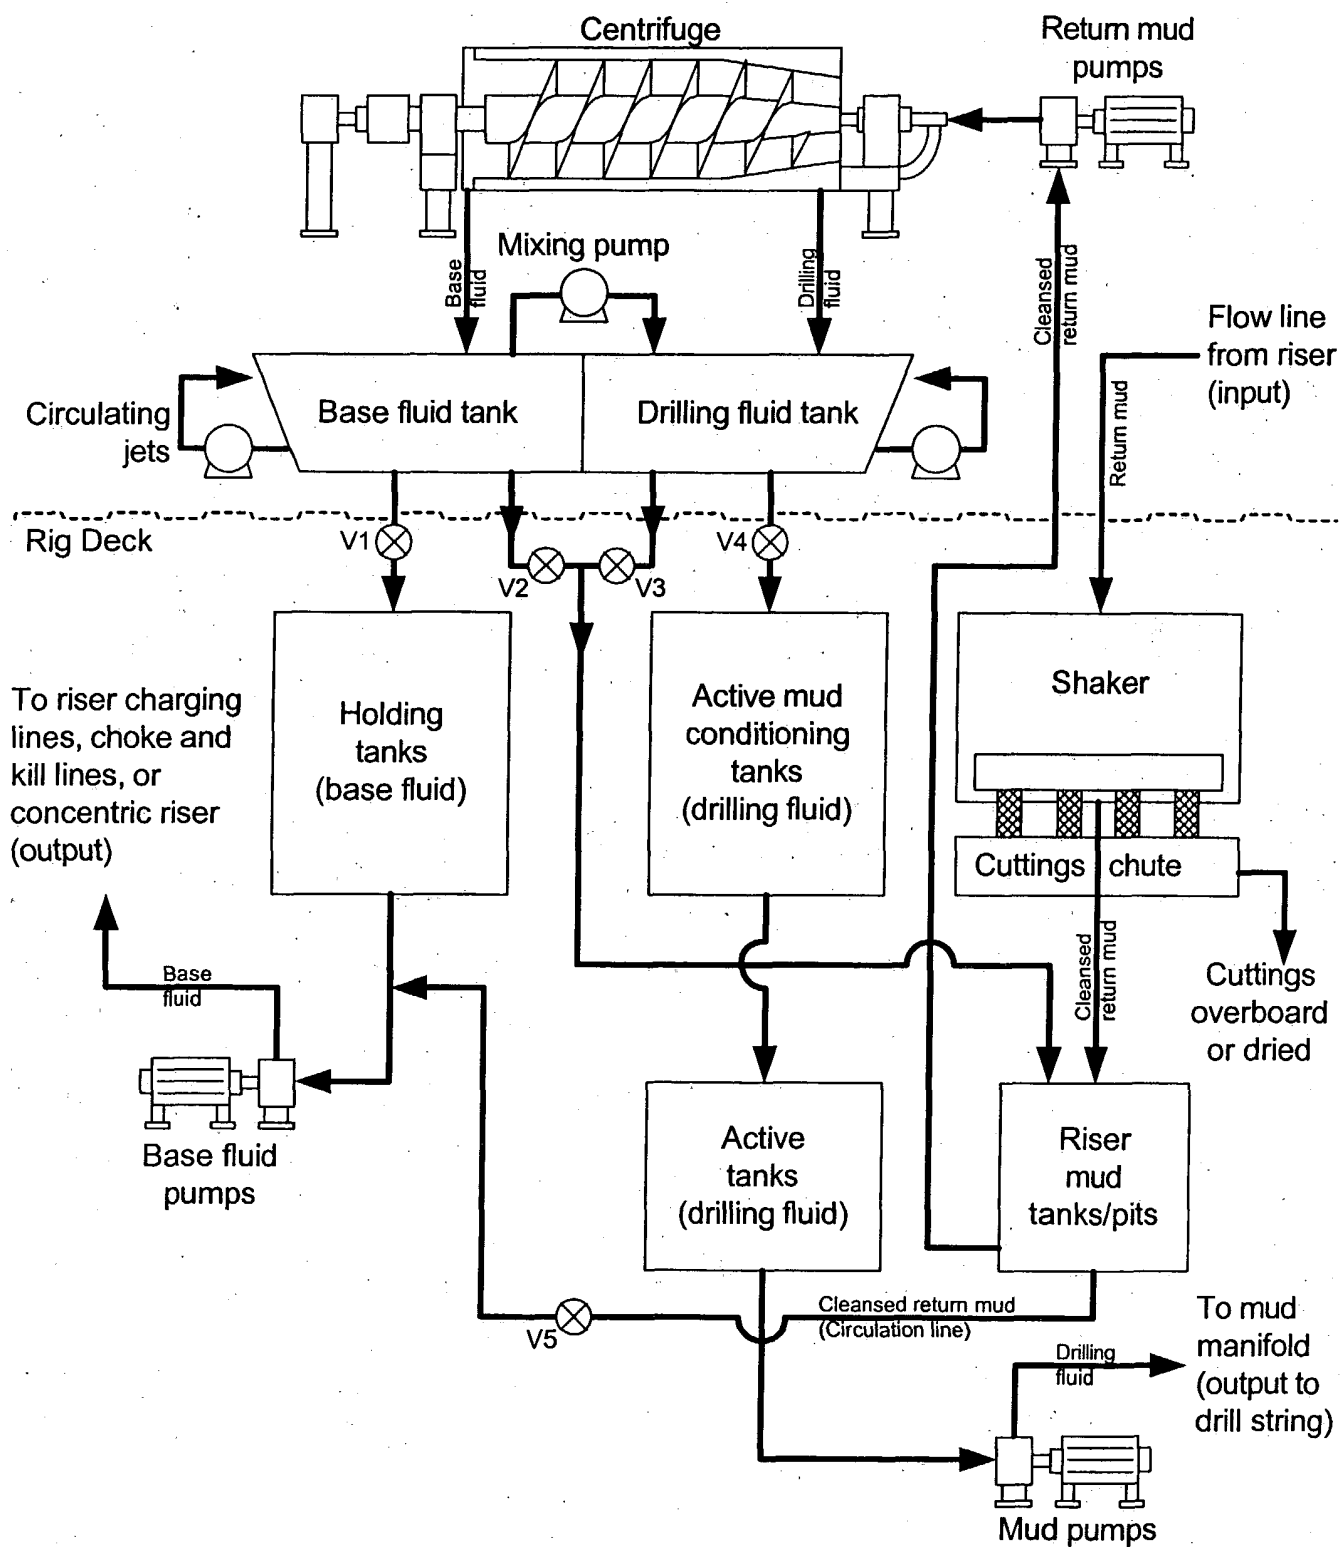 Centrifuge
Return mud
pumps
Mixing pump
Base
fluid
Drilling
fluid
Cleansed
return mud
Flow line
from riser
(input)
Return mud
Circulating
jets
Base fluid tank
Drilling fluid tank
Rig Deck
V1
V2
V3
V4
To riser charging
lines, choke and
kill lines, or
concentric riser
(output)
Holding
tanks
(base fluid)
Active mud
conditioning
tanks
(drilling fluid)
Shaker
Cuttings chute
Cleansed
return mud
Cuttings
overboard
or dried
Base
fluid
Base fluid
pumps
Active
tanks
(drilling fluid)
Riser
mud
tanks/pits
V5
Cleansed return mud
(Circulation line)
Drilling
fluid
To mud
manifold
(output to
drill string)
Mud pumps